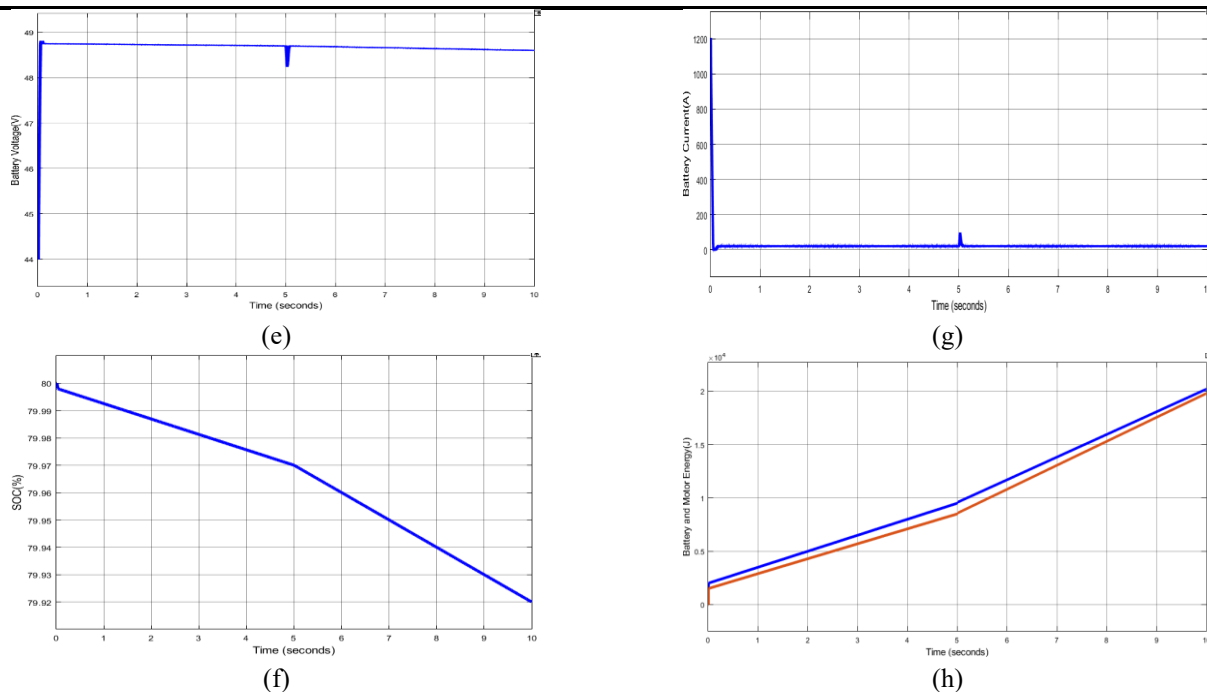 49
48
47
46
45
44
Battery Voltage(V)
0 1 2 3 4 5 6 7 8 9 10
Time (seconds)
(e)
1200
1000
800
600
400
200
0
Battery Current(A)
0 1 2 3 4 5 6 7 8 9 1
Time (seconds)
(g)
80
79.99
79.98
79.97
79.96
79.95
79.94
79.93
79.92
SOC(%)
0 1 2 3 4 5 6 7 8 9 10
Time (seconds)
(f)
× 10⁴
2
1.5
1
0.5
0
Battery and Motor Energy(J)
0 1 2 3 4 5 6 7 8 9 10
Time (seconds)
(h)